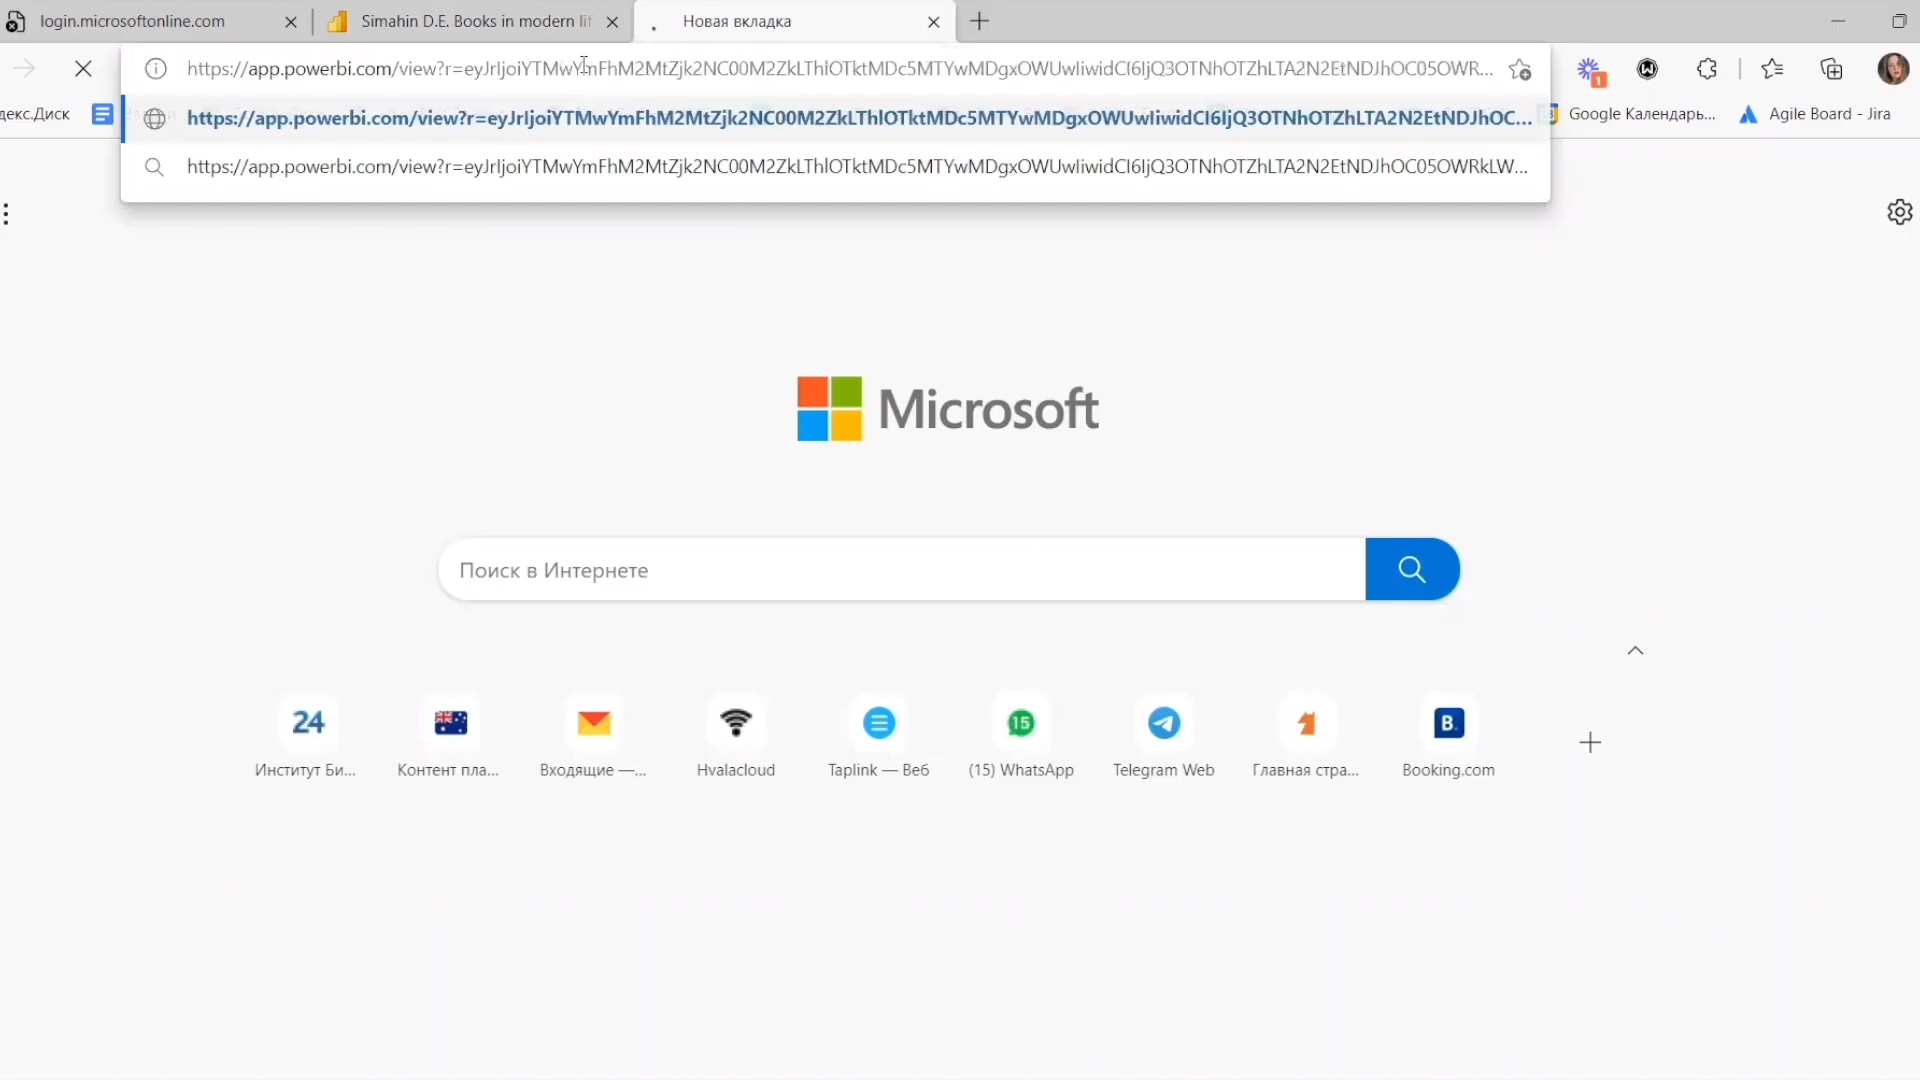 login.microsoftonline.com
Simahin D.E. Books in modern lif
Новая вкладка
https://app.powerbi.com/view?r=eyJrIjoiYTMwYmFhM2MtZjk2NC00M2ZkLThlOTktMDc5MTYwMDgxOWUwIiwidCI6IjQ3OTNhOTZhLTA2N2EtNDJhOC05OWR...
1
декс.Диск
https://app.powerbi.com/view?r=eyJrIjoiYTMwYmFhM2MtZjk2NC00M2ZkLThlOTktMDc5MTYwMDgxOWUwIiwidCI6IjQ3OTNhOTZhLTA2N2EtNDJhOC...
Google Календарь...
Agile Board - Jira
https://app.powerbi.com/view?r=eyJrIjoiYTMwYmFhM2MtZjk2NC00M2ZkLThlOTktMDc5MTYwMDgxOWUwIiwidCI6IjQ3OTNhOTZhLTA2N2EtNDJhOC05OWRkLW...
Microsoft
Поиск в Интернете
24
15
B.
Институт Би...
Контент пла...
Входящие —...
Hvalacloud
Taplink — Веб
(15) WhatsApp
Telegram Web
Главная стра...
Booking.com